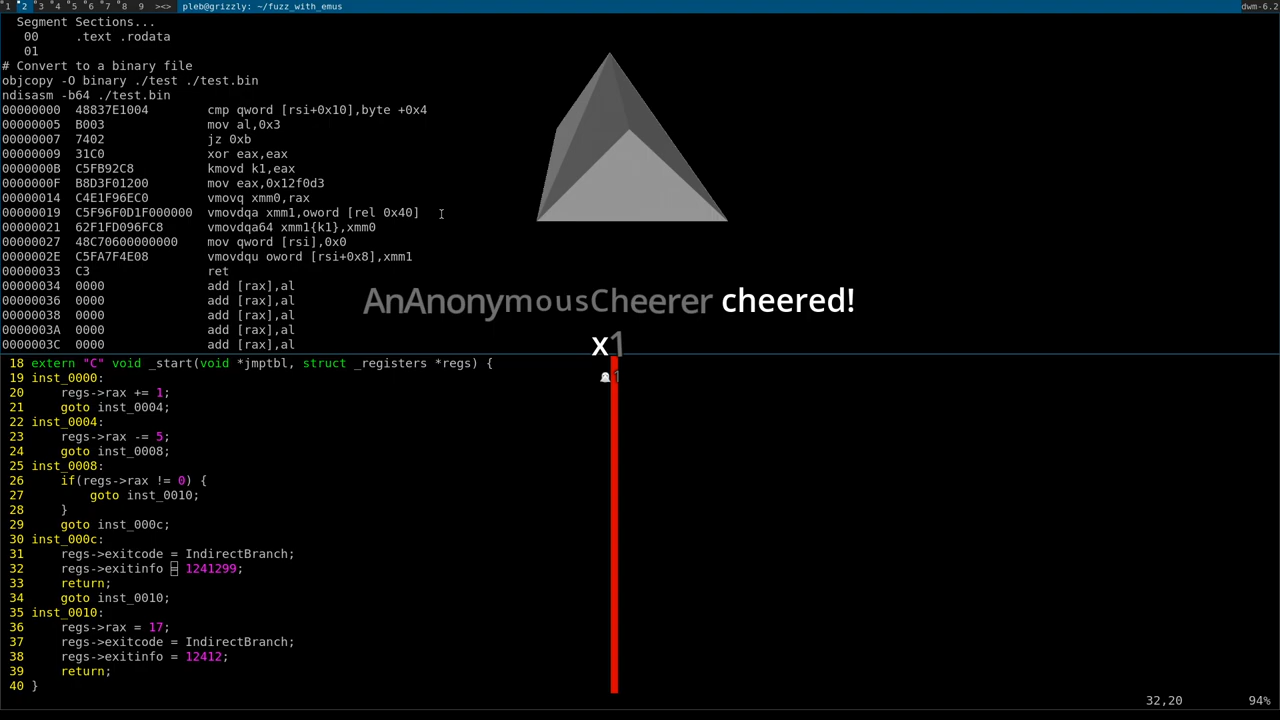 1 2 3 4 5 6 7 8 9 ><> pleb@grizzly: ~/fuzz_with_emus dwm-6.2
Segment Sections...
00 .text .rodata
01
# Convert to a binary file
objcopy -O binary ./test ./test.bin
ndisasm -b64 ./test.bin
00000000 48837E1004 cmp qword [rsi+0x10],byte +0x4
00000005 B003 mov al,0x3
00000007 7402 jz 0xb
00000009 31C0 xor eax,eax
0000000B C5FB92C8 kmovd k1,eax
0000000F B8D3F01200 mov eax,0x12f0d3
00000014 C4E1F96EC0 vmovq xmm0,rax
00000019 C5F96F0D1F000000 vmovdqa xmm1,oword [rel 0x40]
00000021 62F1FD096FC8 vmovdqa64 xmm1{k1},xmm0
00000027 48C70600000000 mov qword [rsi],0x0
0000002E C5FA7F4E08 vmovdqu oword [rsi+0x8],xmm1
00000033 C3 ret
00000034 0000 add [rax],al
00000036 0000 add [rax],al
00000038 0000 add [rax],al
0000003A 0000 add [rax],al
0000003C 0000 add [rax],al
AnAnonymousCheerer cheered!
x1
1
18 extern "C" void _start(void *jmptbl, struct _registers *regs) {
19 inst_0000:
20 regs->rax += 1;
21 goto inst_0004;
22 inst_0004:
23 regs->rax -= 5;
24 goto inst_0008;
25 inst_0008:
26 if(regs->rax != 0) {
27 goto inst_0010;
28 }
29 goto inst_000c;
30 inst_000c:
31 regs->exitcode = IndirectBranch;
32 regs->exitinfo = 1241299;
33 return;
34 goto inst_0010;
35 inst_0010:
36 regs->rax = 17;
37 regs->exitcode = IndirectBranch;
38 regs->exitinfo = 12412;
39 return;
40 }
32,20 94%